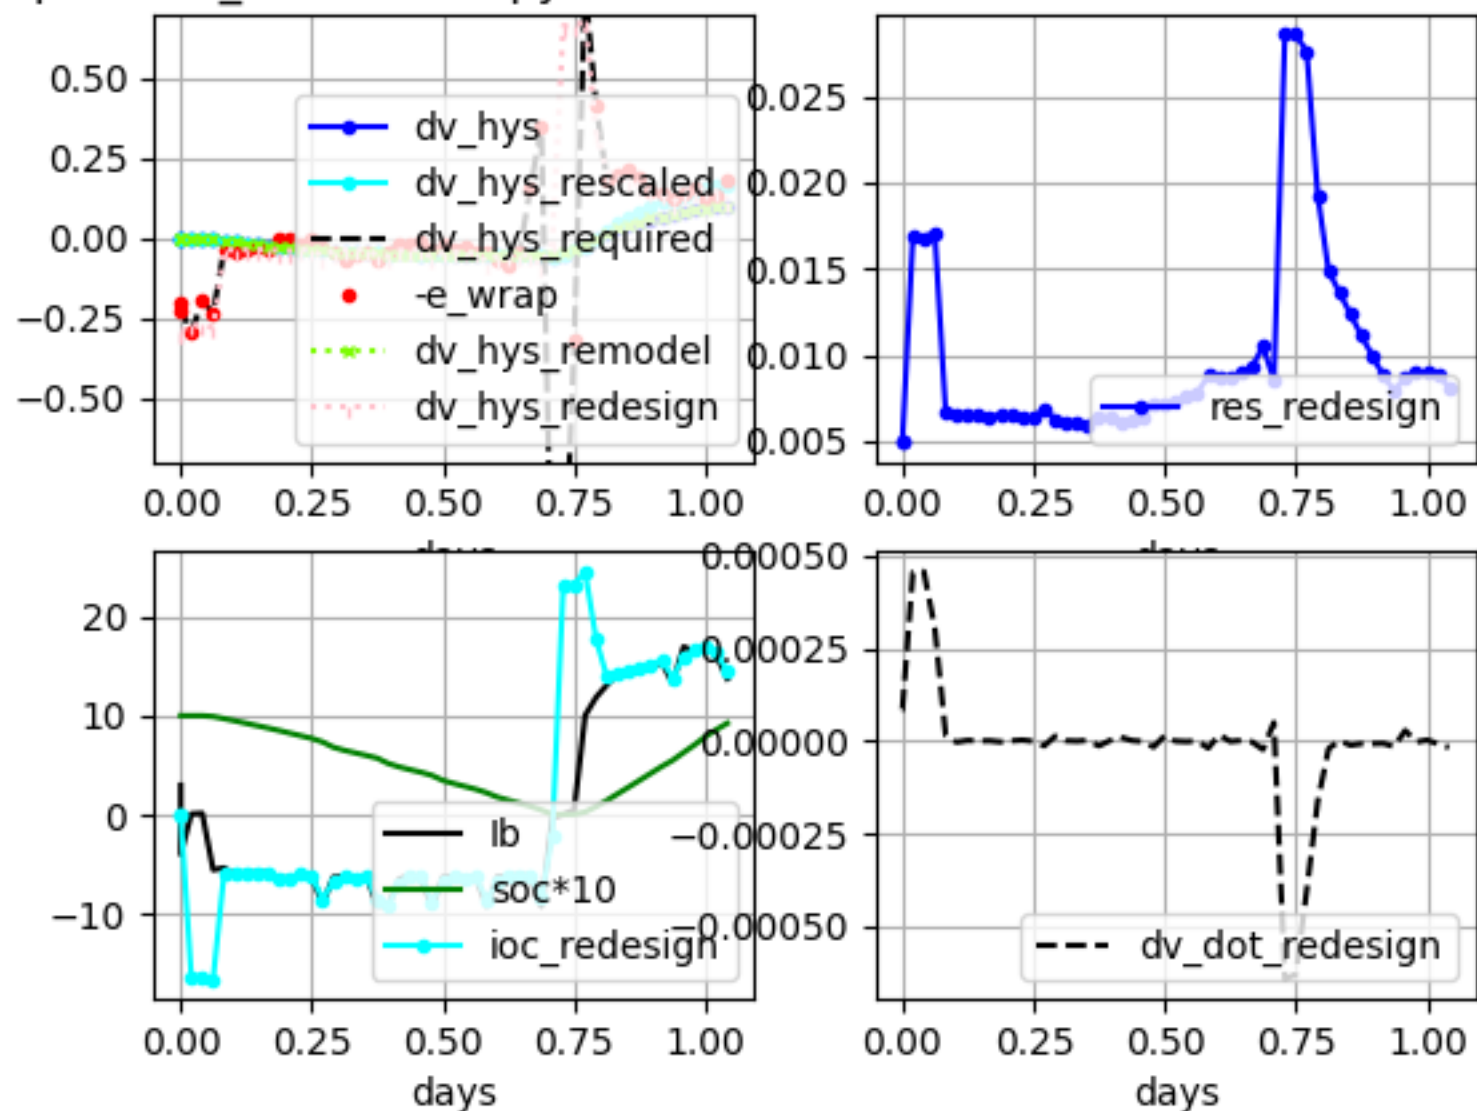 0.50
0.25
0.00
−0.25
−0.50
dv_hys
dv_hys_rescaled
dv_hys_required
-e_wrap
dv_hys_remodel
dv_hys_redesign
0.00 0.25 0.50 0.75 1.00
days
0.025
0.020
0.015
0.010
0.005
res_redesign
0.00 0.25 0.50 0.75 1.00
days
20
10
0
−10
Ib
soc*10
ioc_redesign
0.00 0.25 0.50 0.75 1.00
days
0.00050
0.00025
0.00000
−0.00025
−0.00050
dv_dot_redesign
0.00 0.25 0.50 0.75 1.00
days